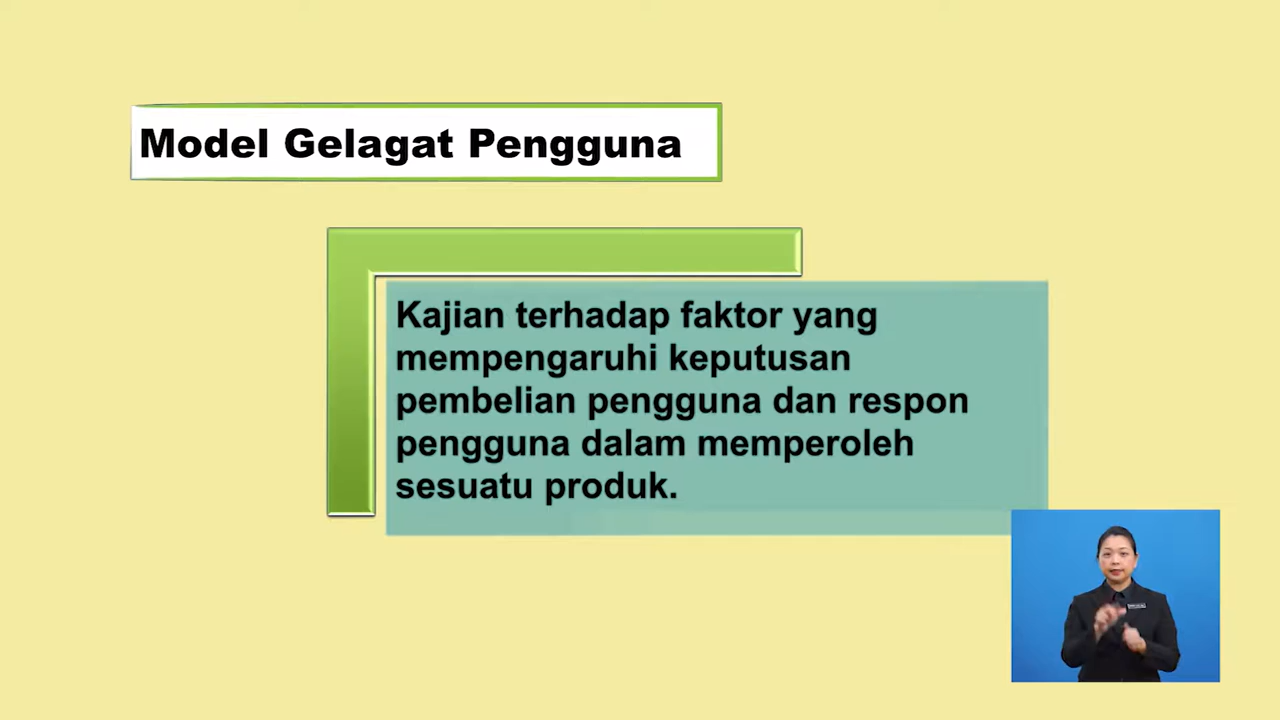 Model Gelagat Pengguna
Kajian terhadap faktor yang
mempengaruhi keputusan
pembelian pengguna dan respon
pengguna dalam memperoleh
sesuatu produk.